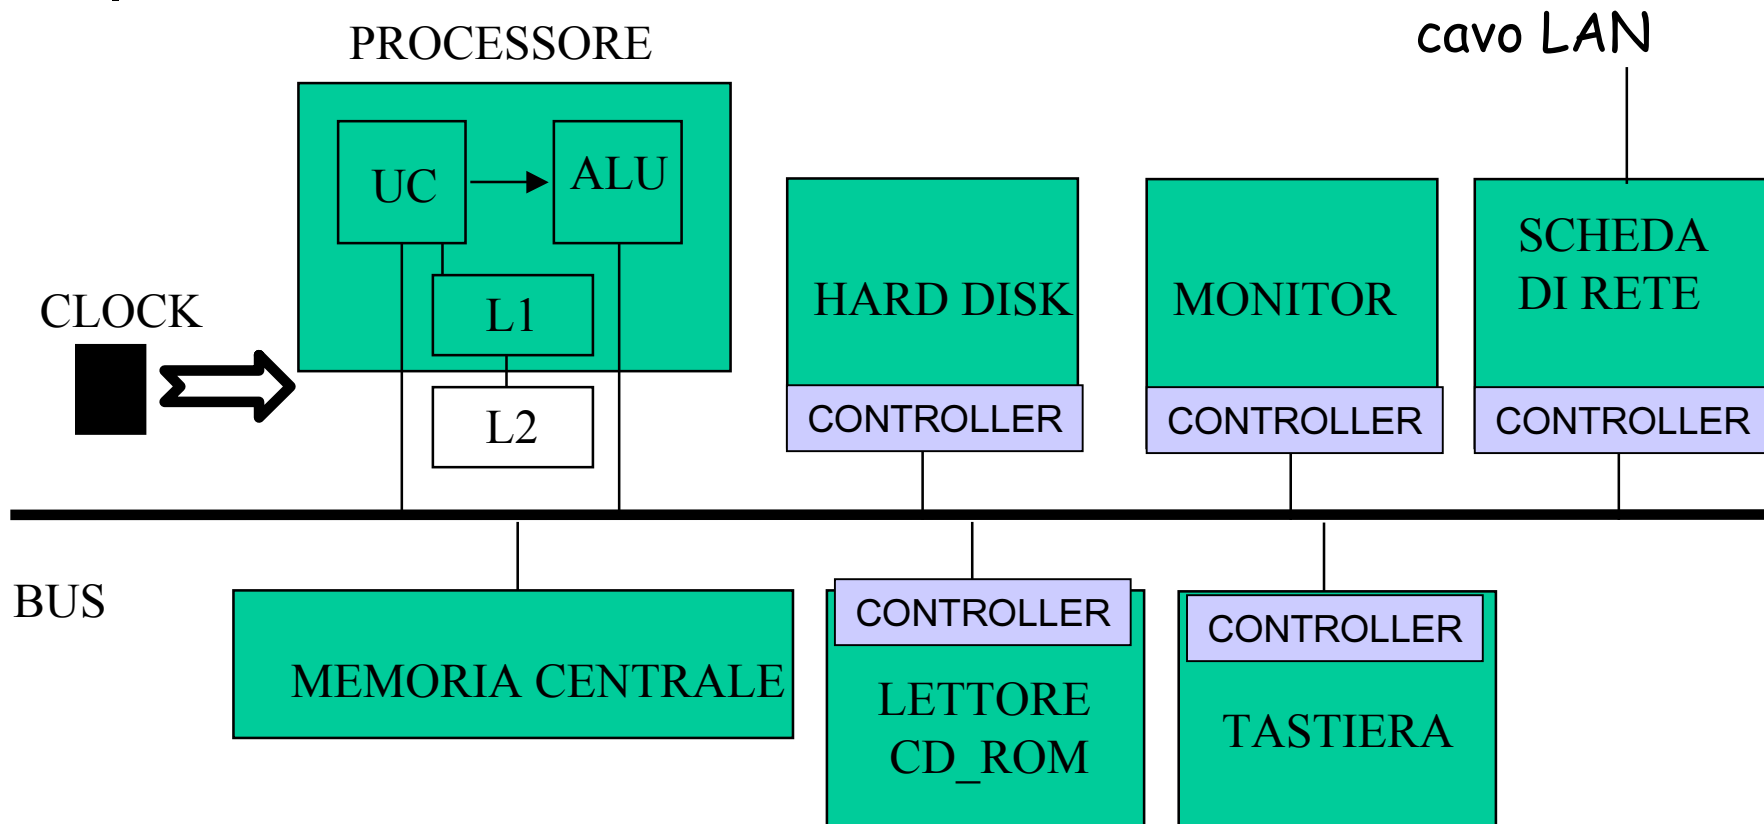 cavo LAN
PROCESSORE
UC
ALU
L1
L2
CLOCK
HARD DISK
CONTROLLER
MONITOR
CONTROLLER
SCHEDA
DI RETE
CONTROLLER
BUS
MEMORIA CENTRALE
CONTROLLER
LETTORE
CD_ROM
CONTROLLER
TASTIERA